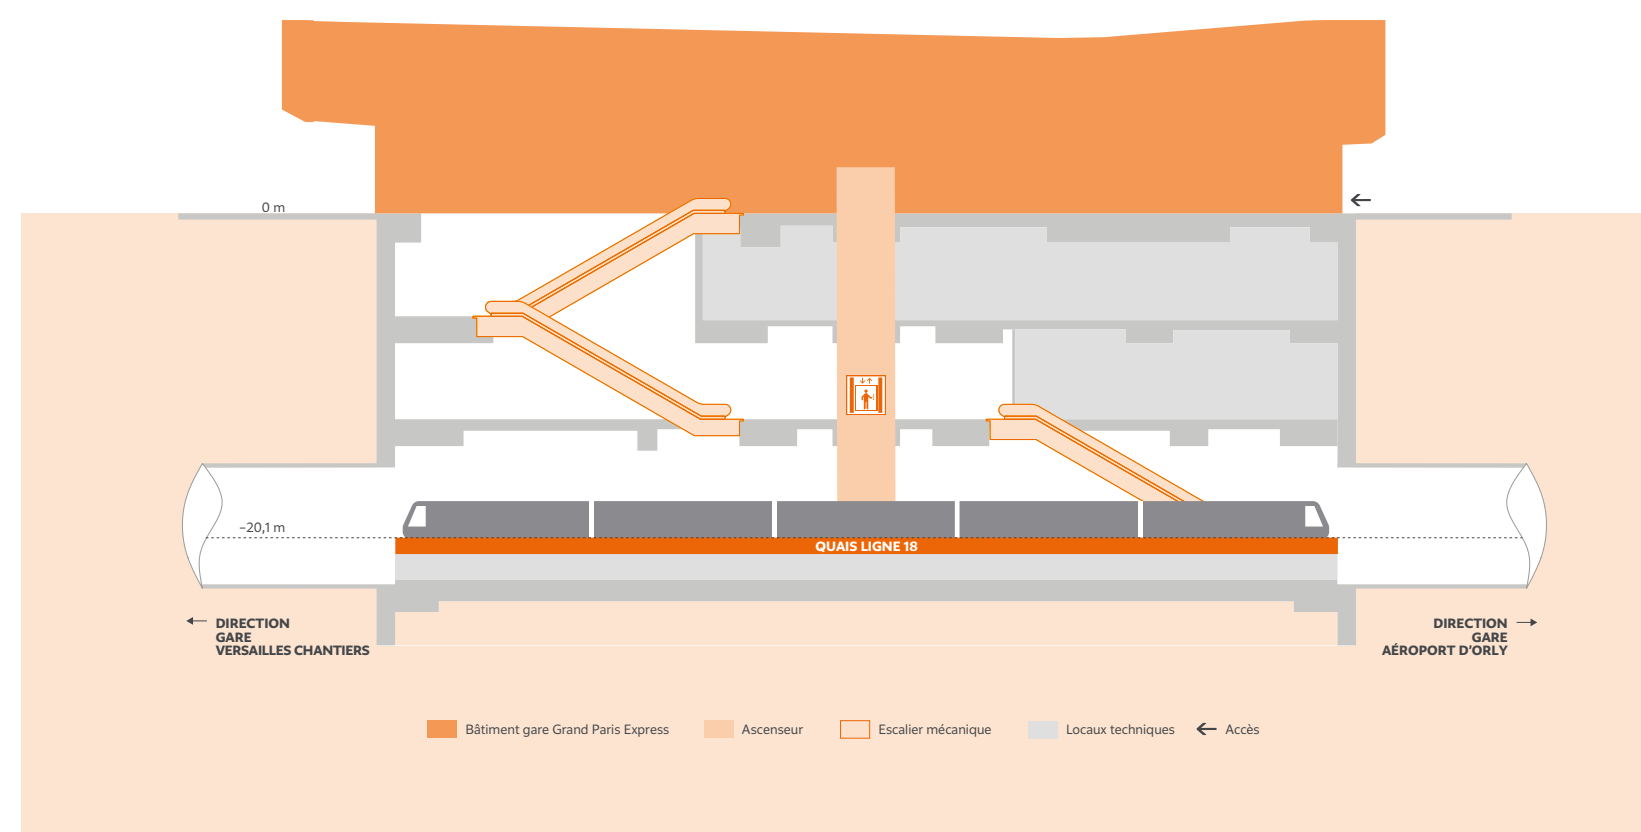 0 m
–20,1 m
QUAIS LIGNE 18
DIRECTION
GARE
VERSAILLES CHANTIERS
DIRECTION
GARE
AÉROPORT D'ORLY
Bâtiment gare Grand Paris Express
Ascenseur
Escalier mécanique
Locaux techniques
Accès